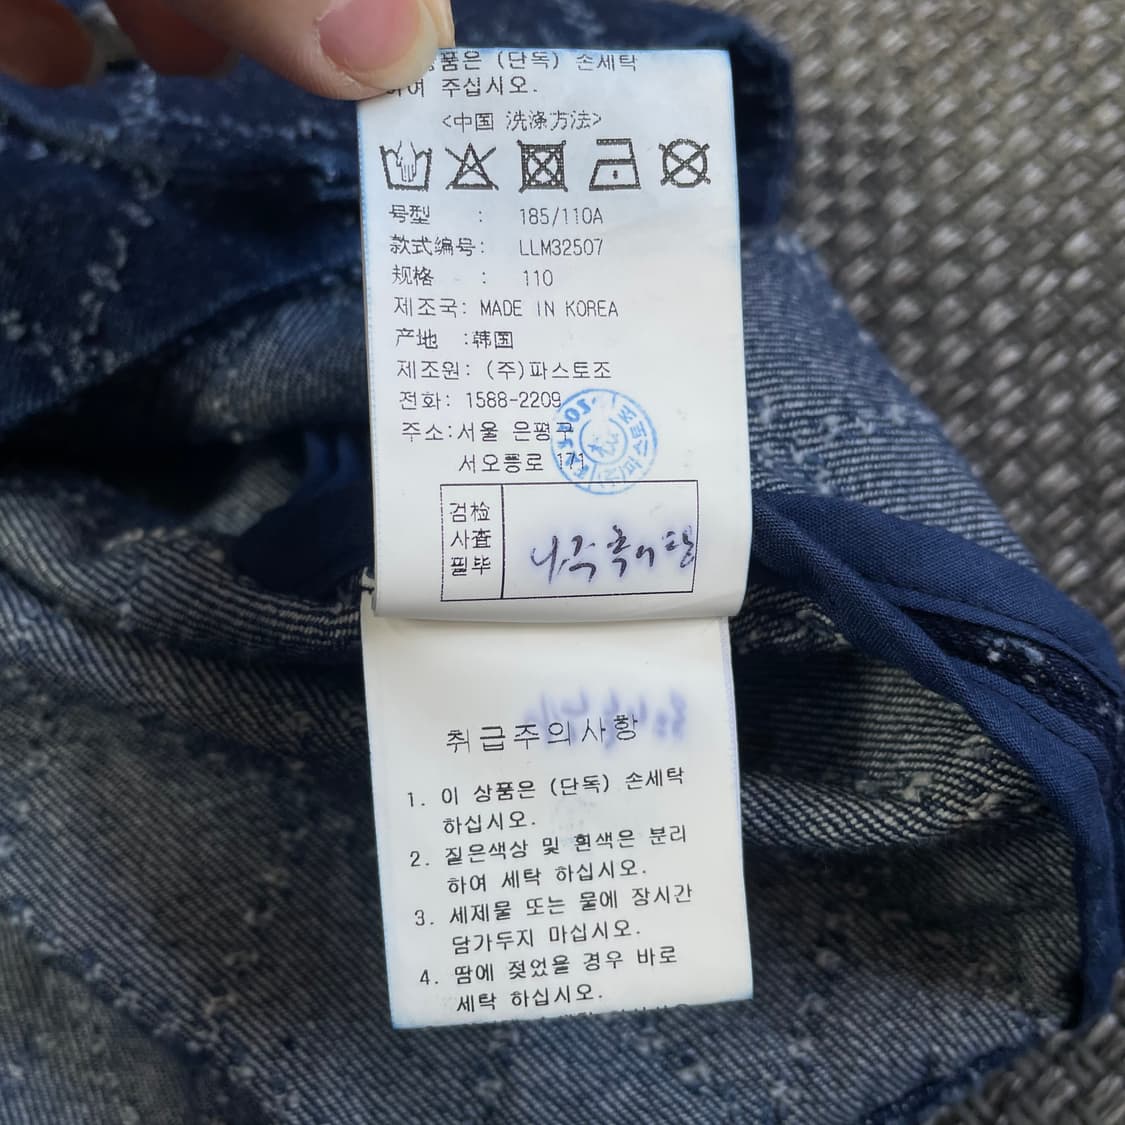 품은 (단독) 손세탁
하여 주십시오.
<中国 洗涤方法>
号型 : 185/110A
款式编号: LLM32507
规格 : 110
제조국: MADE IN KOREA
产地 :韩国
제조원: (주)파스토조
전화: 1588-2209
주소:서울 은평구
서오릉로 171
검检
사查
필毕
취급주의사항
1. 이 상품은 (단독) 손세탁
하십시오.
2. 짙은색상 및 흰색은 분리
하여 세탁 하십시오.
3. 세제물 또는 물에 장시간
담가두지 마십시오.
4. 땀에 젖었을 경우 바로
세탁 하십시오.